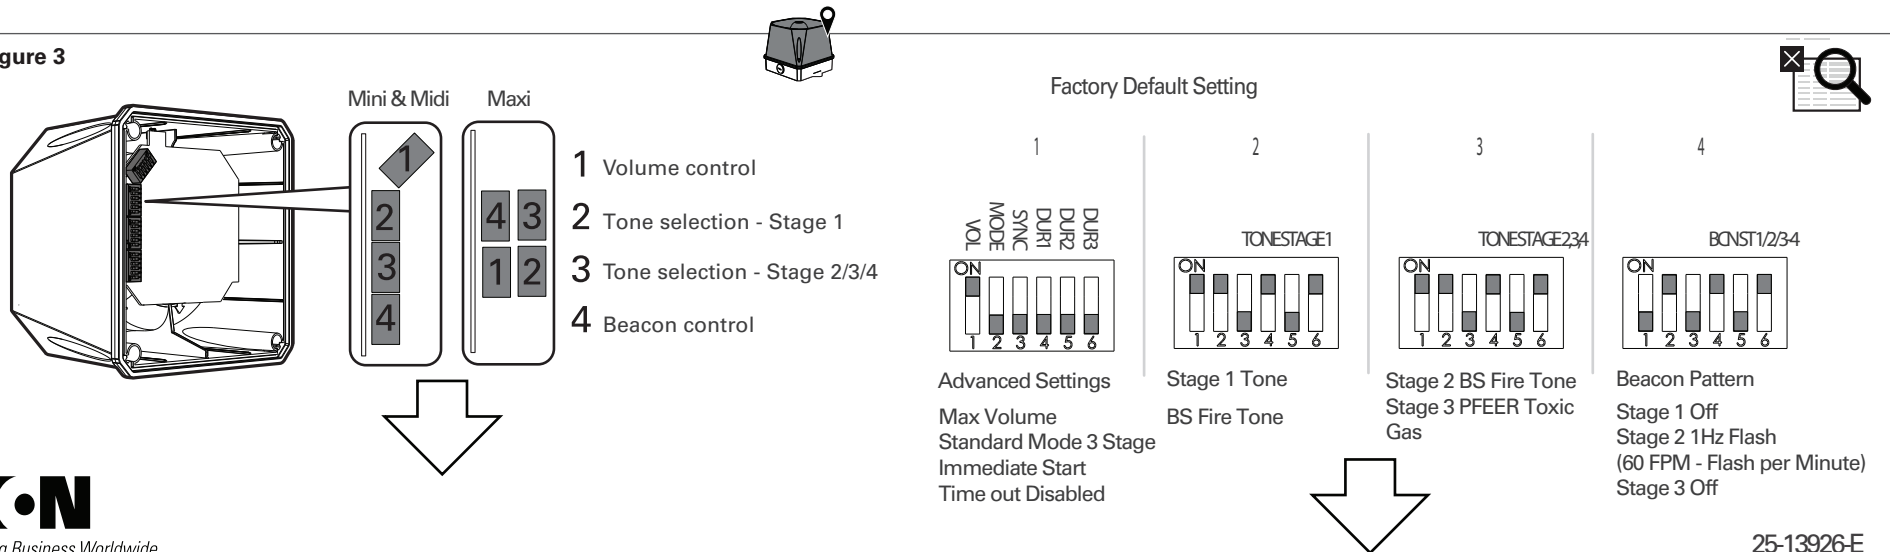 gure 3
Mini & Midi
Maxi
1
2
3
4
4 3
1 2
1 Volume control
2 Tone selection - Stage 1
3 Tone selection - Stage 2/3/4
4 Beacon control
Factory Default Setting
1
VOL
MODE
SYNC
DUR1
DUR2
DUR3
ON
1 2 3 4 5 6
Advanced Settings
Max Volume
Standard Mode 3 Stage
Immediate Start
Time out Disabled
2
TONESTAGE1
ON
1 2 3 4 5 6
Stage 1 Tone
BS Fire Tone
3
TONESTAGE2,3,4
ON
1 2 3 4 5 6
Stage 2 BS Fire Tone
Stage 3 PFEER Toxic
Gas
4
BCNST1/2/3-4
ON
1 2 3 4 5 6
Beacon Pattern
Stage 1 Off
Stage 2 1Hz Flash
(60 FPM - Flash per Minute)
Stage 3 Off
ON
g Business Worldwide
25-13926-E